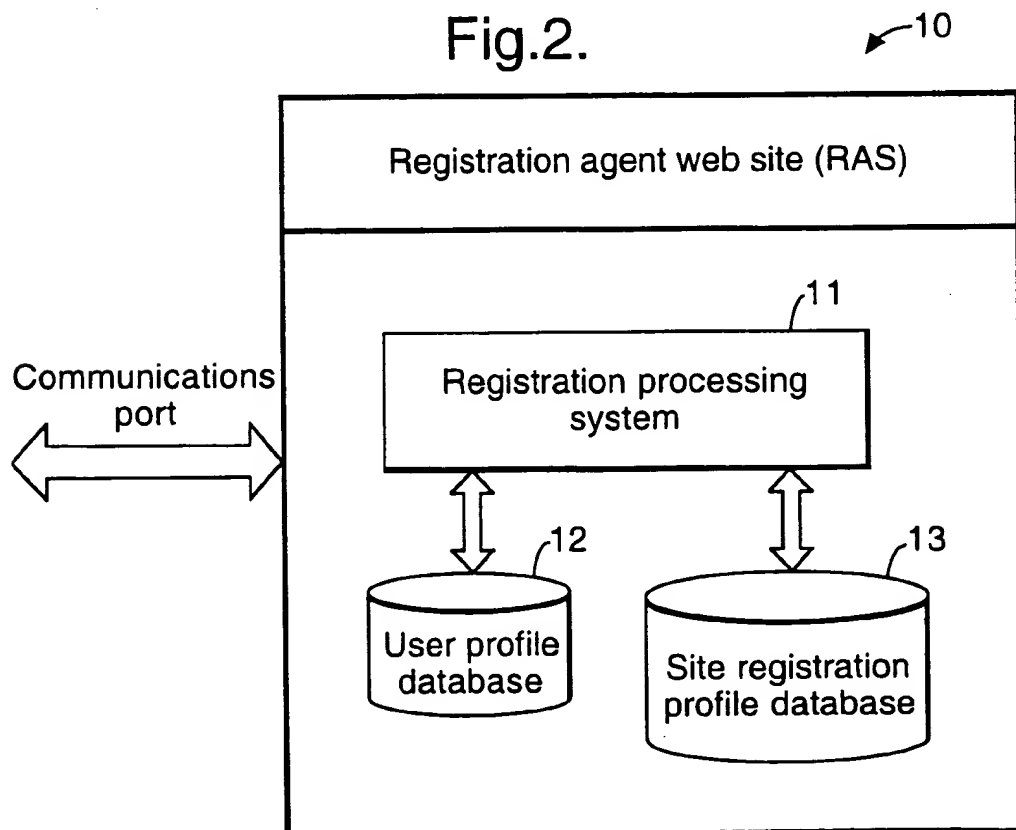 Fig.2.
10
Registration agent web site (RAS)
11
Registration processing
system
Communications
port
12
User profile
database
13
Site registration
profile database